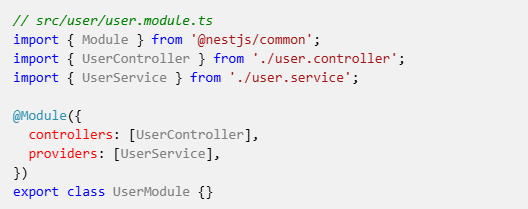 // src/user/user.module.ts
import { Module } from '@nestjs/common';
import { UserController } from './user.controller';
import { UserService } from './user.service';

@Module({
  controllers: [UserController],
  providers: [UserService],
})
export class UserModule {}